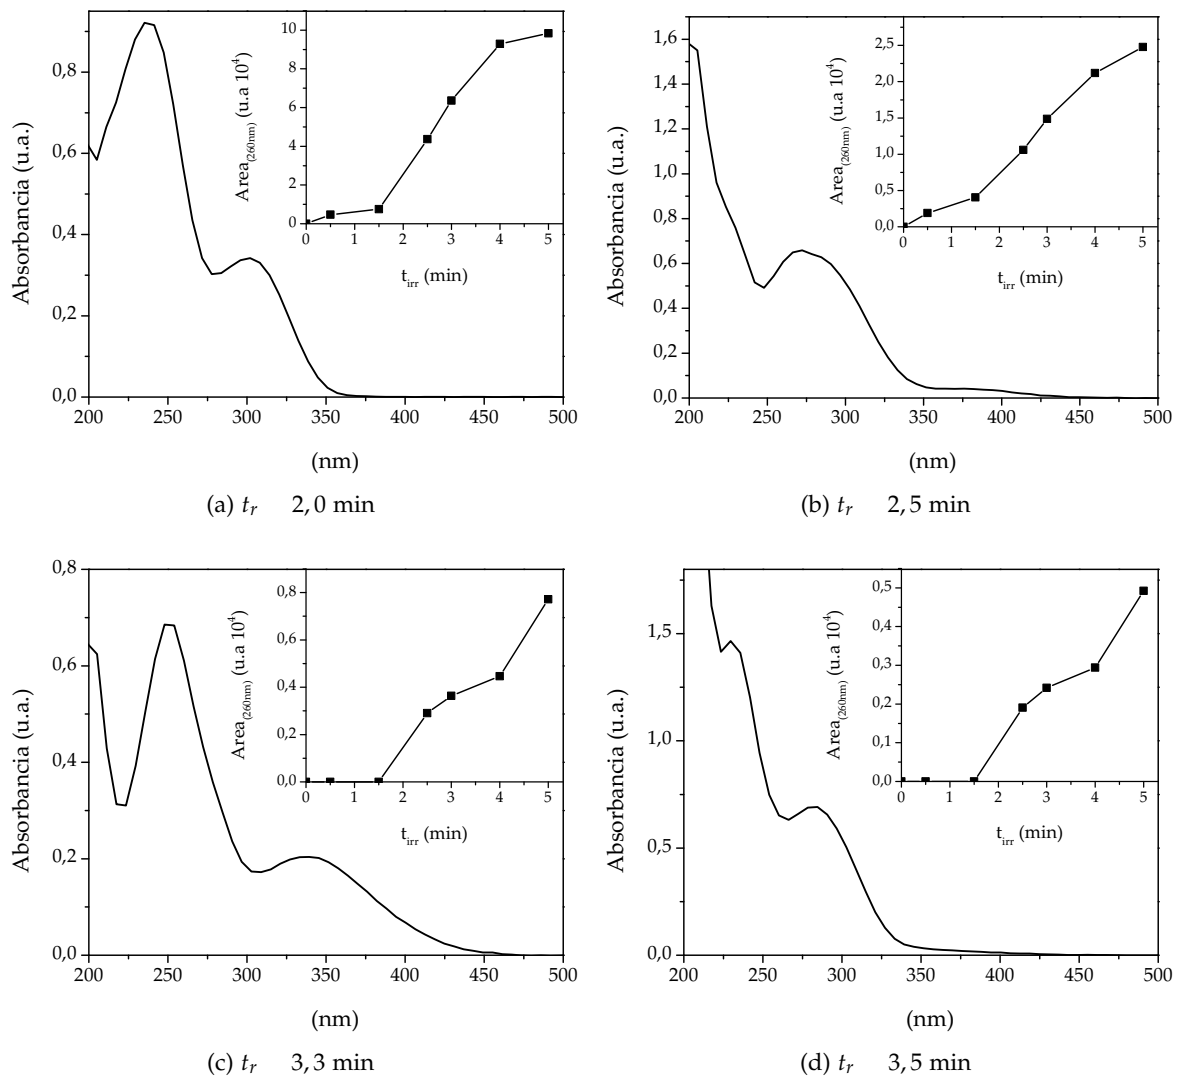 Absorbancia (u.a.)
0,8
0,6
0,4
0,2
0,0
200 250 300 350 400 450 500
(nm)
Area(260nm) (u.a 10^4)
10
8
6
4
2
0
0 1 2 3 4 5
t_irr (min)
(a) t_r 2,0 min
Absorbancia (u.a.)
1,6
1,4
1,2
1,0
0,8
0,6
0,4
0,2
0,0
200 250 300 350 400 450 500
(nm)
Area(260nm) (u.a 10^4)
2,5
2,0
1,5
1,0
0,5
0,0
0 1 2 3 4 5
t_irr (min)
(b) t_r 2,5 min
Absorbancia (u.a.)
0,8
0,6
0,4
0,2
0,0
200 250 300 350 400 450 500
(nm)
Area(260nm) (u.a 10^4)
0,8
0,6
0,4
0,2
0,0
0 1 2 3 4 5
t_irr (min)
(c) t_r 3,3 min
Absorbancia (u.a.)
1,5
1,0
0,5
0,0
200 250 300 350 400 450 500
(nm)
Area(260nm) (u.a 10^4)
0,5
0,4
0,3
0,2
0,1
0,0
0 1 2 3 4 5
t_irr (min)
(d) t_r 3,5 min